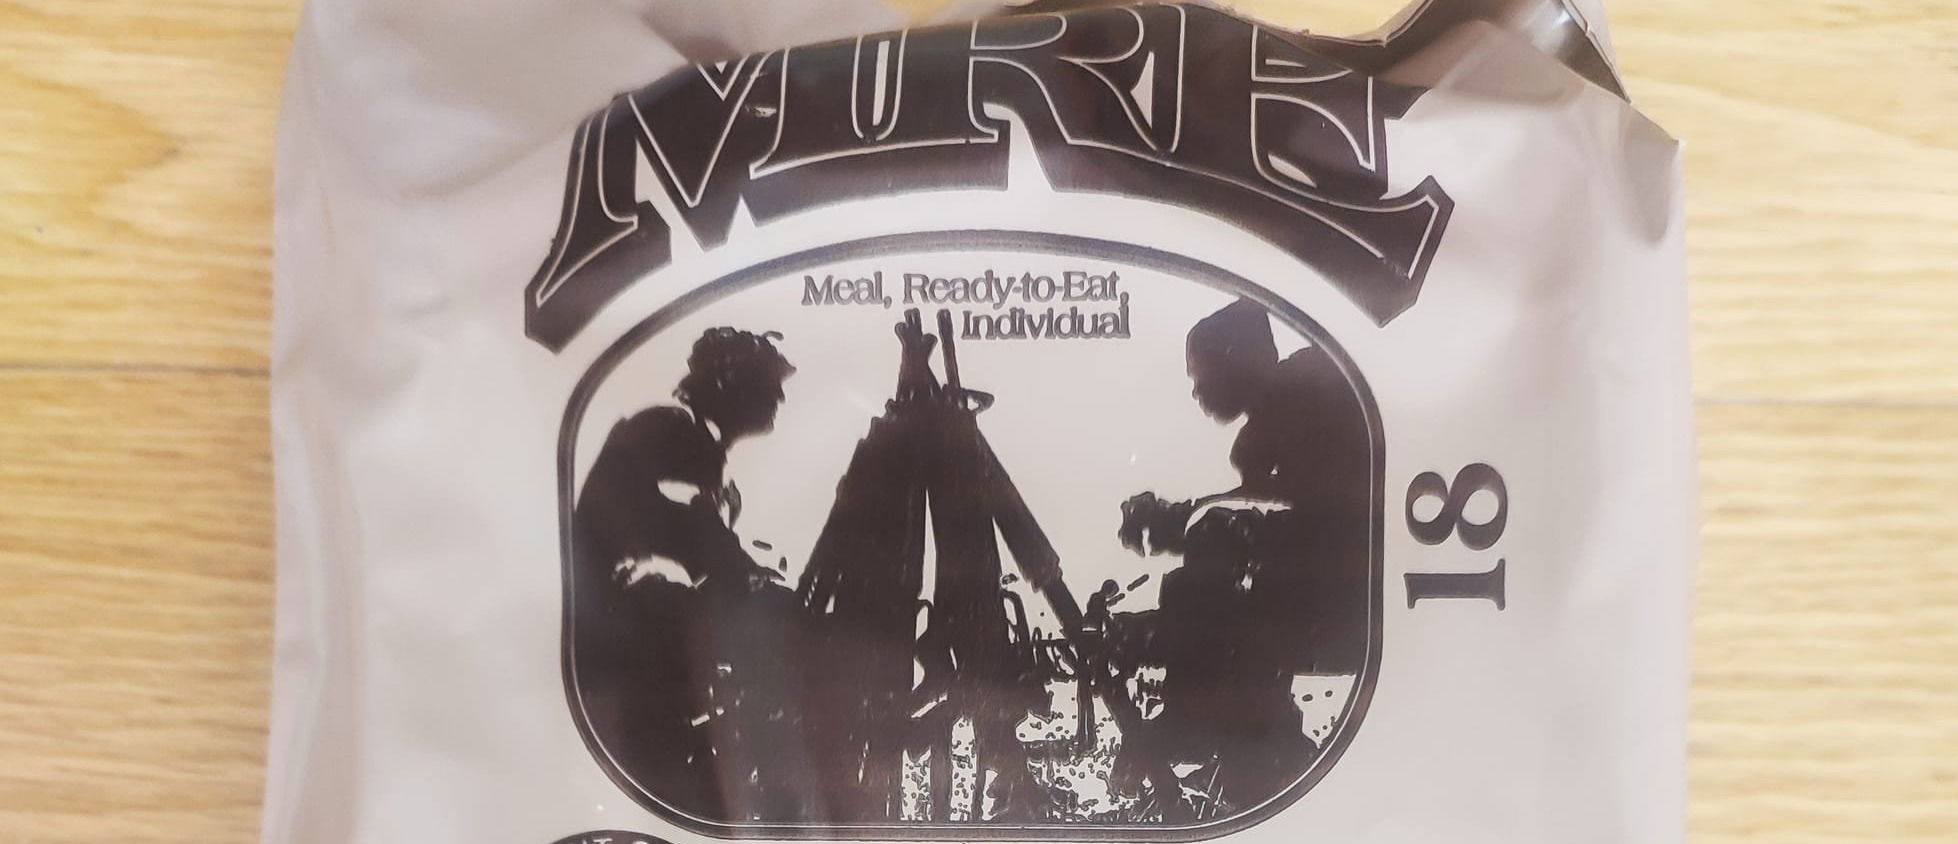 MRE
Meal, Ready-to-Eat,
Individual
18